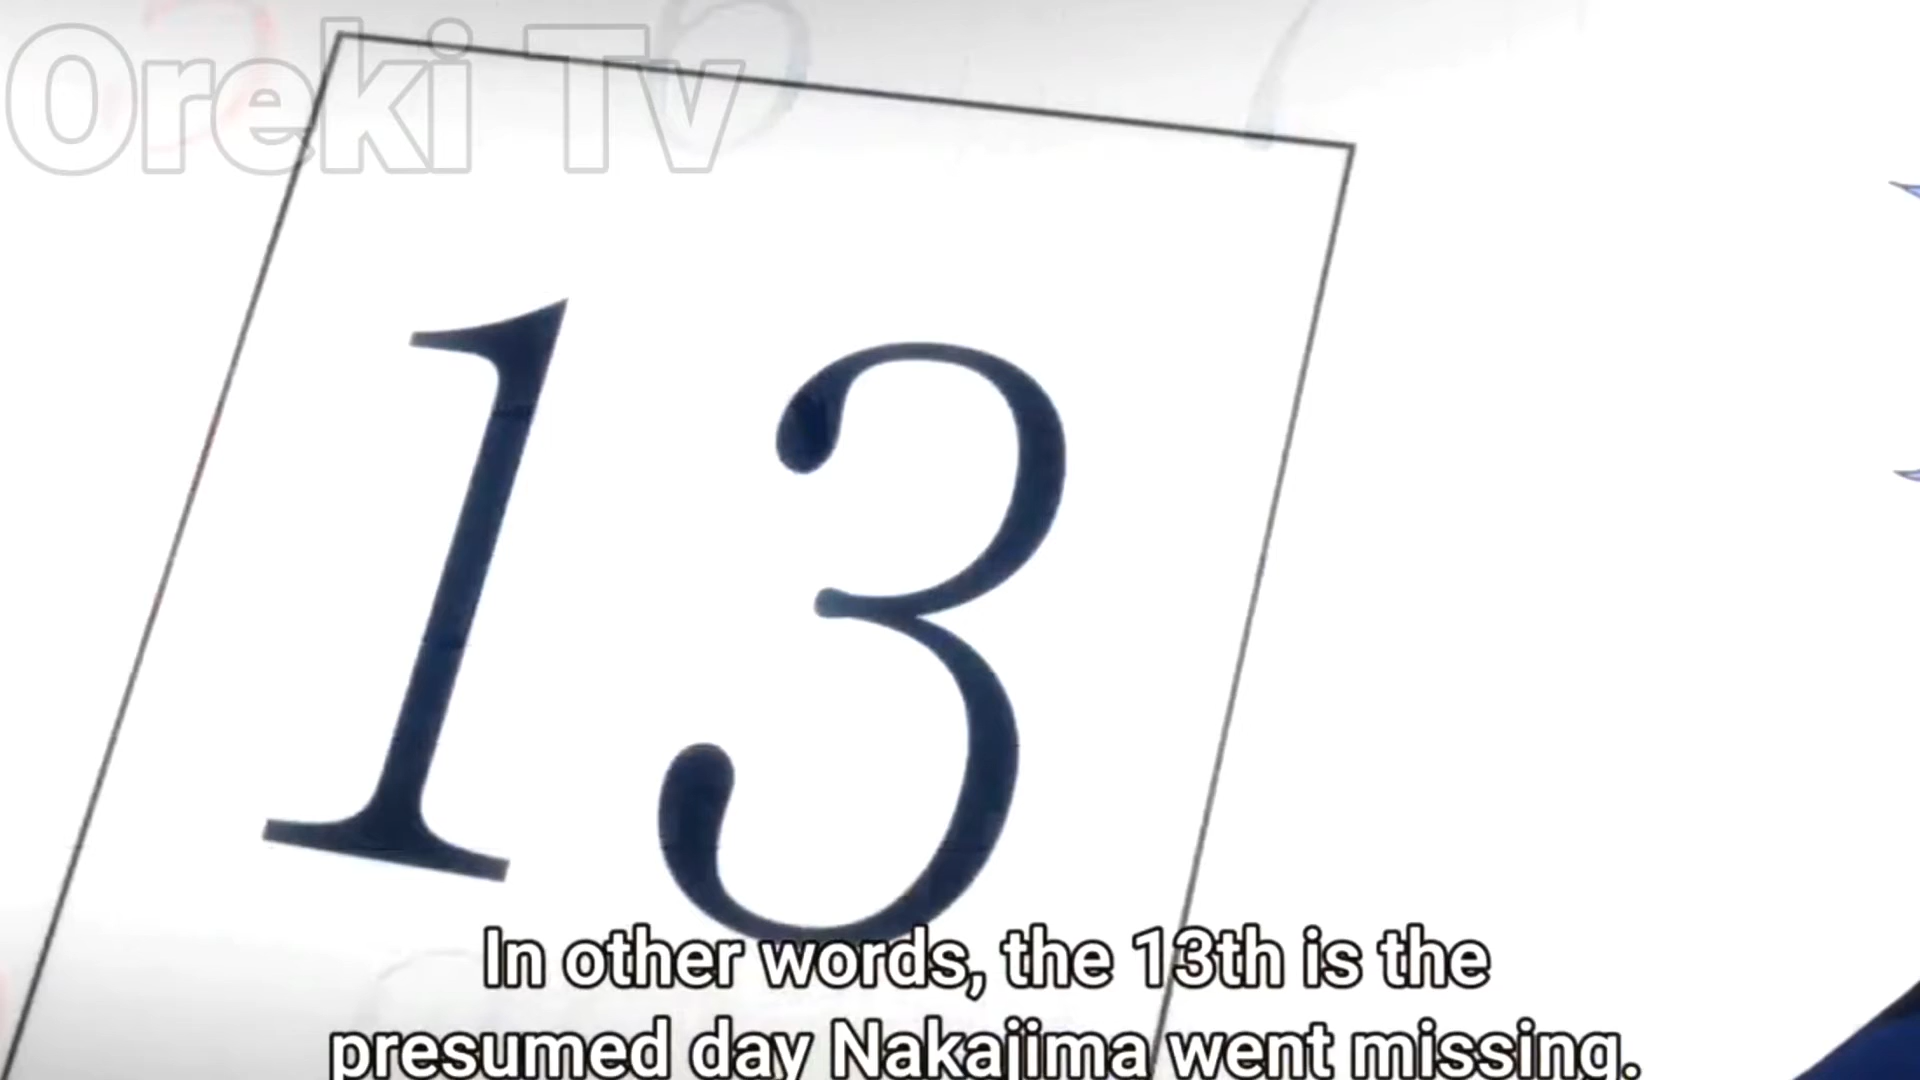 Oreki Tv
13
In other words, the 13th is the
presumed day Nakajima went missing.